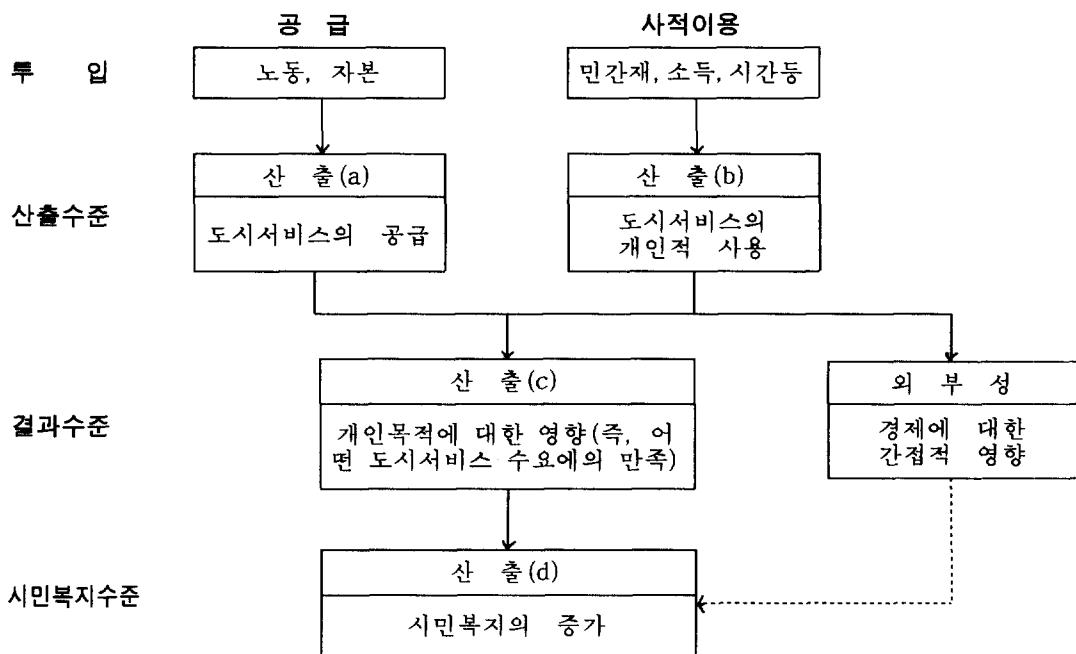 공 급
사적이용
투 입
노동, 자본
민간재, 소득, 시간등
산 출(a)
산 출(b)
산출수준
도시서비스의 공급
도시서비스의
개인적 사용
산 출(c)
외 부 성
결과수준
개인목적에 대한 영향(즉, 어
떤 도시서비스 수요에의 만족)
경제에 대한
간접적 영향
산 출(d)
시민복지수준
시민복지의 증가